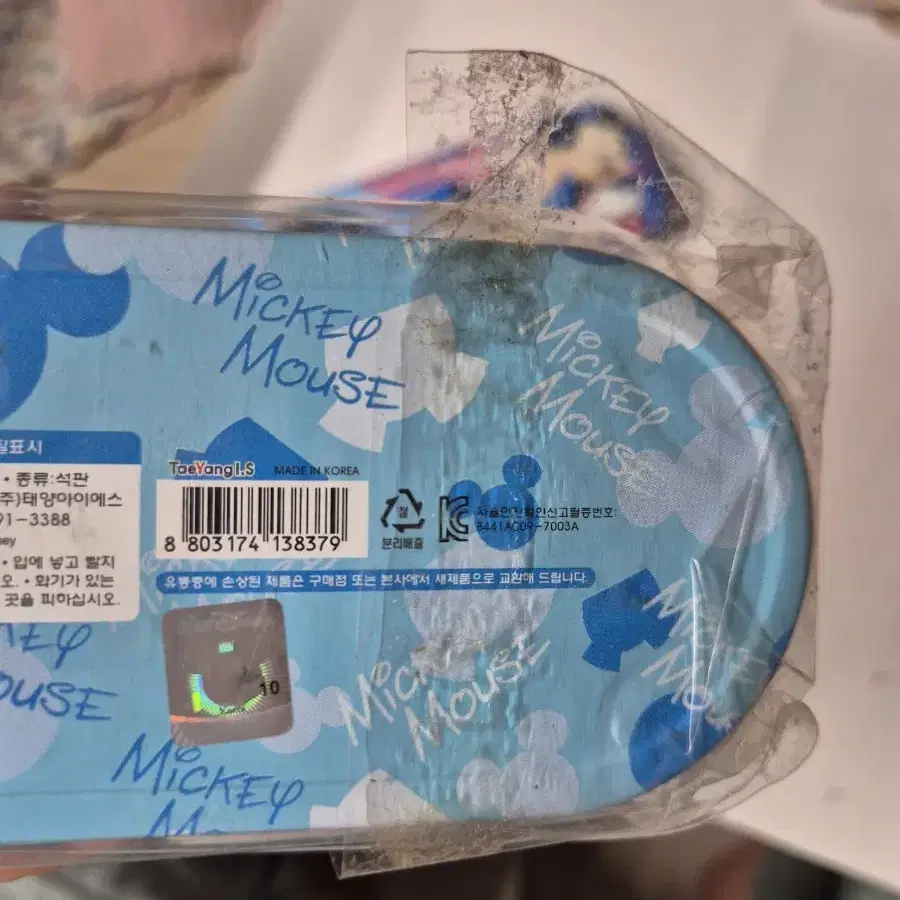 MICKEY
MOUSE
MICKEY
MOUSE
질표시
• 종류:석판
주)태양아이에스
91-3388
ney
• 입에 넣고 빨지
오. • 화기가 있는
곳을 피하십시오.
TaeYang I.S MADE IN KOREA
8 803174 138379
철
분리배출
자율안전확인신고필증번호:
B441A009-7003A
유통중에 손상된 제품은 구매점 또는 본사에서 새제품으로 교환해 드립니다.
10
MICKEY
MOUSE
MICKEY
MOUSE
MICKEY